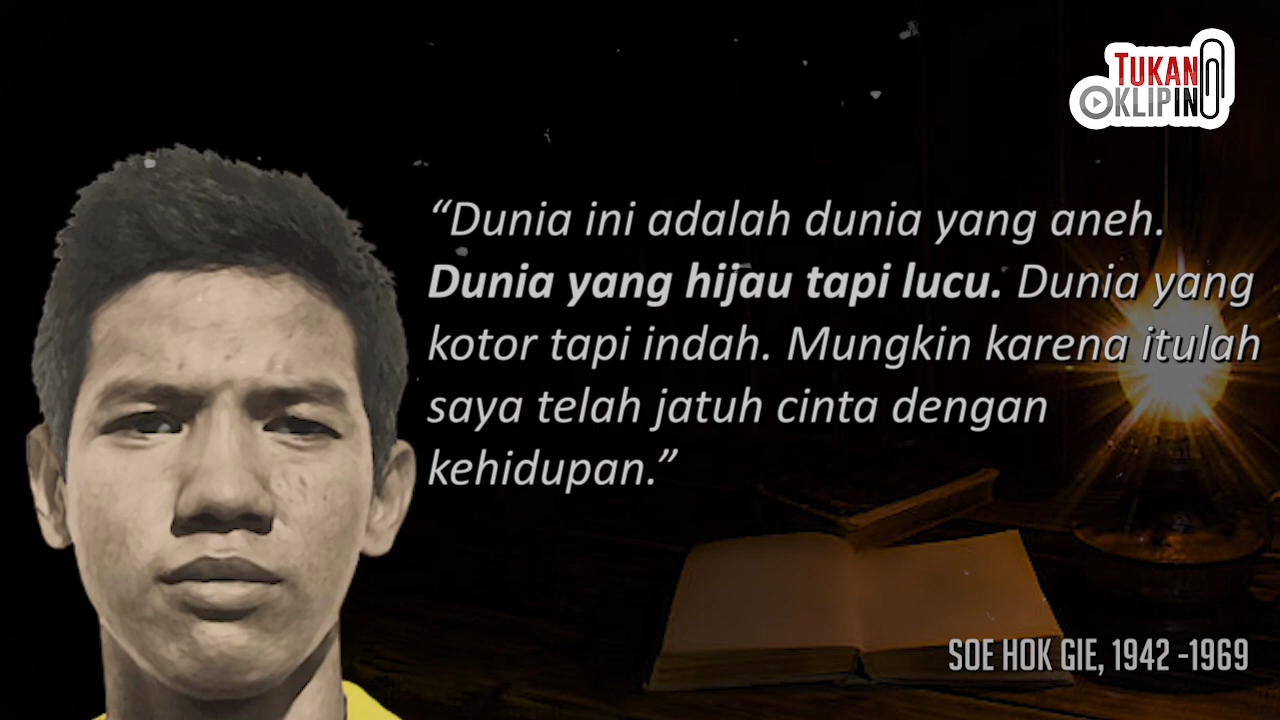 TUKAN
KLIPIN
“Dunia ini adalah dunia yang aneh.
Dunia yang hijau tapi lucu. Dunia yang
kotor tapi indah. Mungkin karena itulah
saya telah jatuh cinta dengan
kehidupan.”
SOE HOK GIE, 1942 -1969